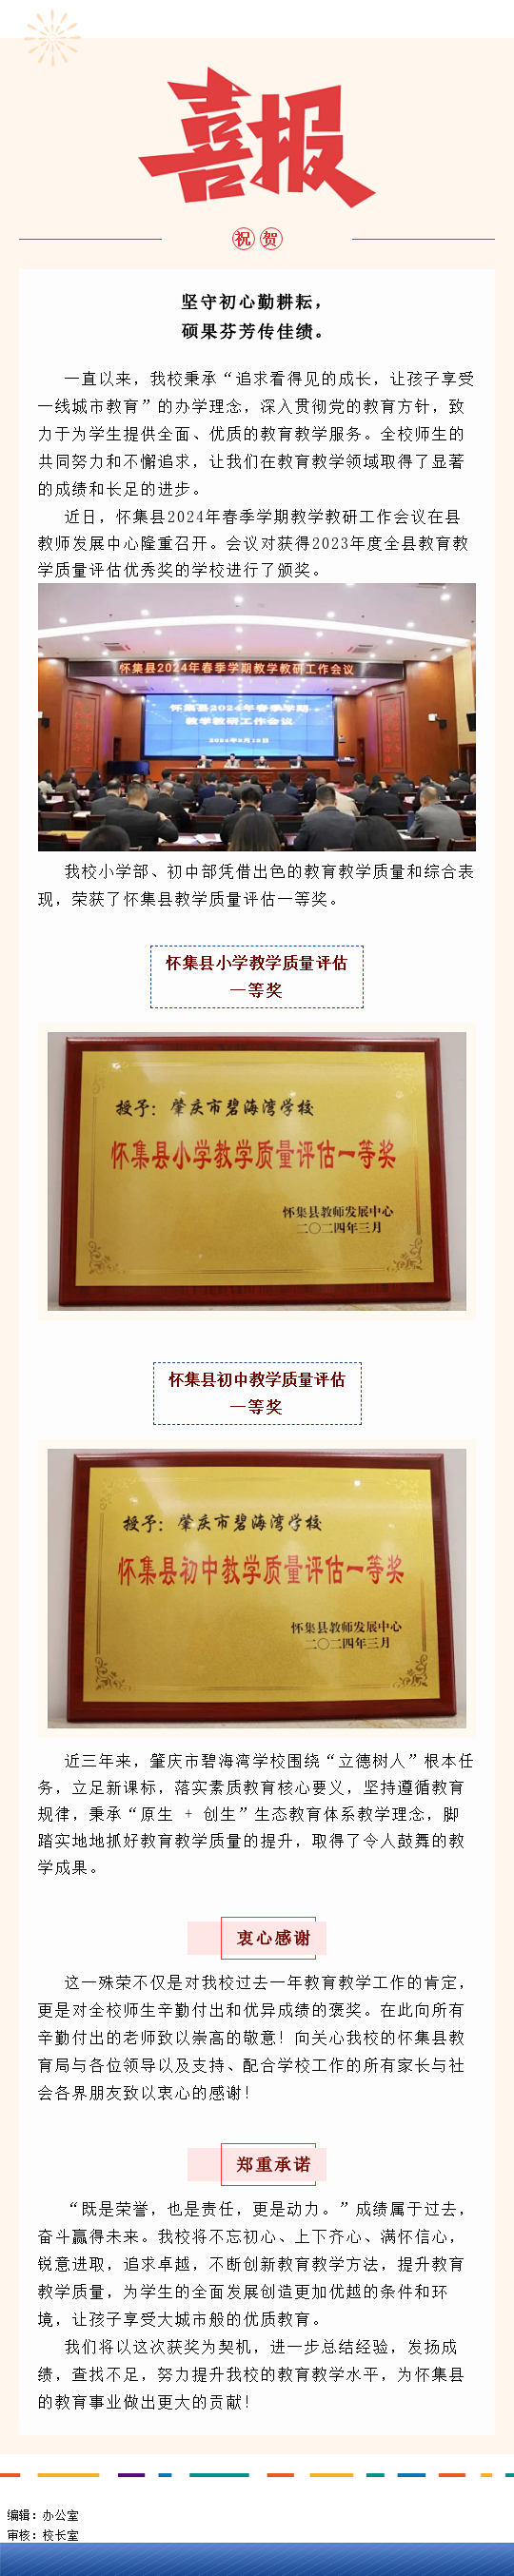 喜报
祝贺
坚守初心勤耕耘，
硕果芬芳传佳绩。
一直以来，我校秉承“追求看得见的成长，让孩子享受
一线城市教育”的办学理念，深入贯彻党的教育方针，致
力于为学生提供全面、优质的教育教学服务。全校师生的
共同努力和不懈追求，让我们在教育教学领域取得了显著
的成绩和长足的进步。
近日，怀集县2024年春季学期教学教研工作会议在县
教师发展中心隆重召开。会议对获得2023年度全县教育教
学质量评估优秀奖的学校进行了颁奖。
怀集县2024年春季学期教学教研工作会议
怀集县2024年春季学期
教学教研工作会议
我校小学部、初中部凭借出色的教育教学质量和综合表
现，荣获了怀集县教学质量评估一等奖。
怀集县小学教学质量评估
一等奖
授予：肇庆市碧海湾学校
怀集县小学教学质量评估一等奖
怀集县教师发展中心
二〇二四年三月
怀集县初中教学质量评估
一等奖
授予：肇庆市碧海湾学校
怀集县初中教学质量评估一等奖
怀集县教师发展中心
二〇二四年三月
近三年来，肇庆市碧海湾学校围绕“立德树人”根本任
务，立足新课标，落实素质教育核心要义，坚持遵循教育
规律，秉承“原生 + 创生”生态教育体系教学理念，脚
踏实地地抓好教育教学质量的提升，取得了令人鼓舞的教
学成果。
衷心感谢
这一殊荣不仅是对我校过去一年教育教学工作的肯定，
更是对全校师生辛勤付出和优异成绩的褒奖。在此向所有
辛勤付出的老师致以崇高的敬意！向关心我校的怀集县教
育局与各位领导以及支持、配合学校工作的所有家长与社
会各界朋友致以衷心的感谢！
郑重承诺
“既是荣誉，也是责任，更是动力。”成绩属于过去，
奋斗赢得未来。我校将不忘初心、上下齐心、满怀信心，
锐意进取，追求卓越，不断创新教育教学方法，提升教育
教学质量，为学生的全面发展创造更加优越的条件和环
境，让孩子享受大城市般的优质教育。
我们将以这次获奖为契机，进一步总结经验，发扬成
绩，查找不足，努力提升我校的教育教学水平，为怀集县
的教育事业做出更大的贡献！
编辑：办公室
审核：校长室